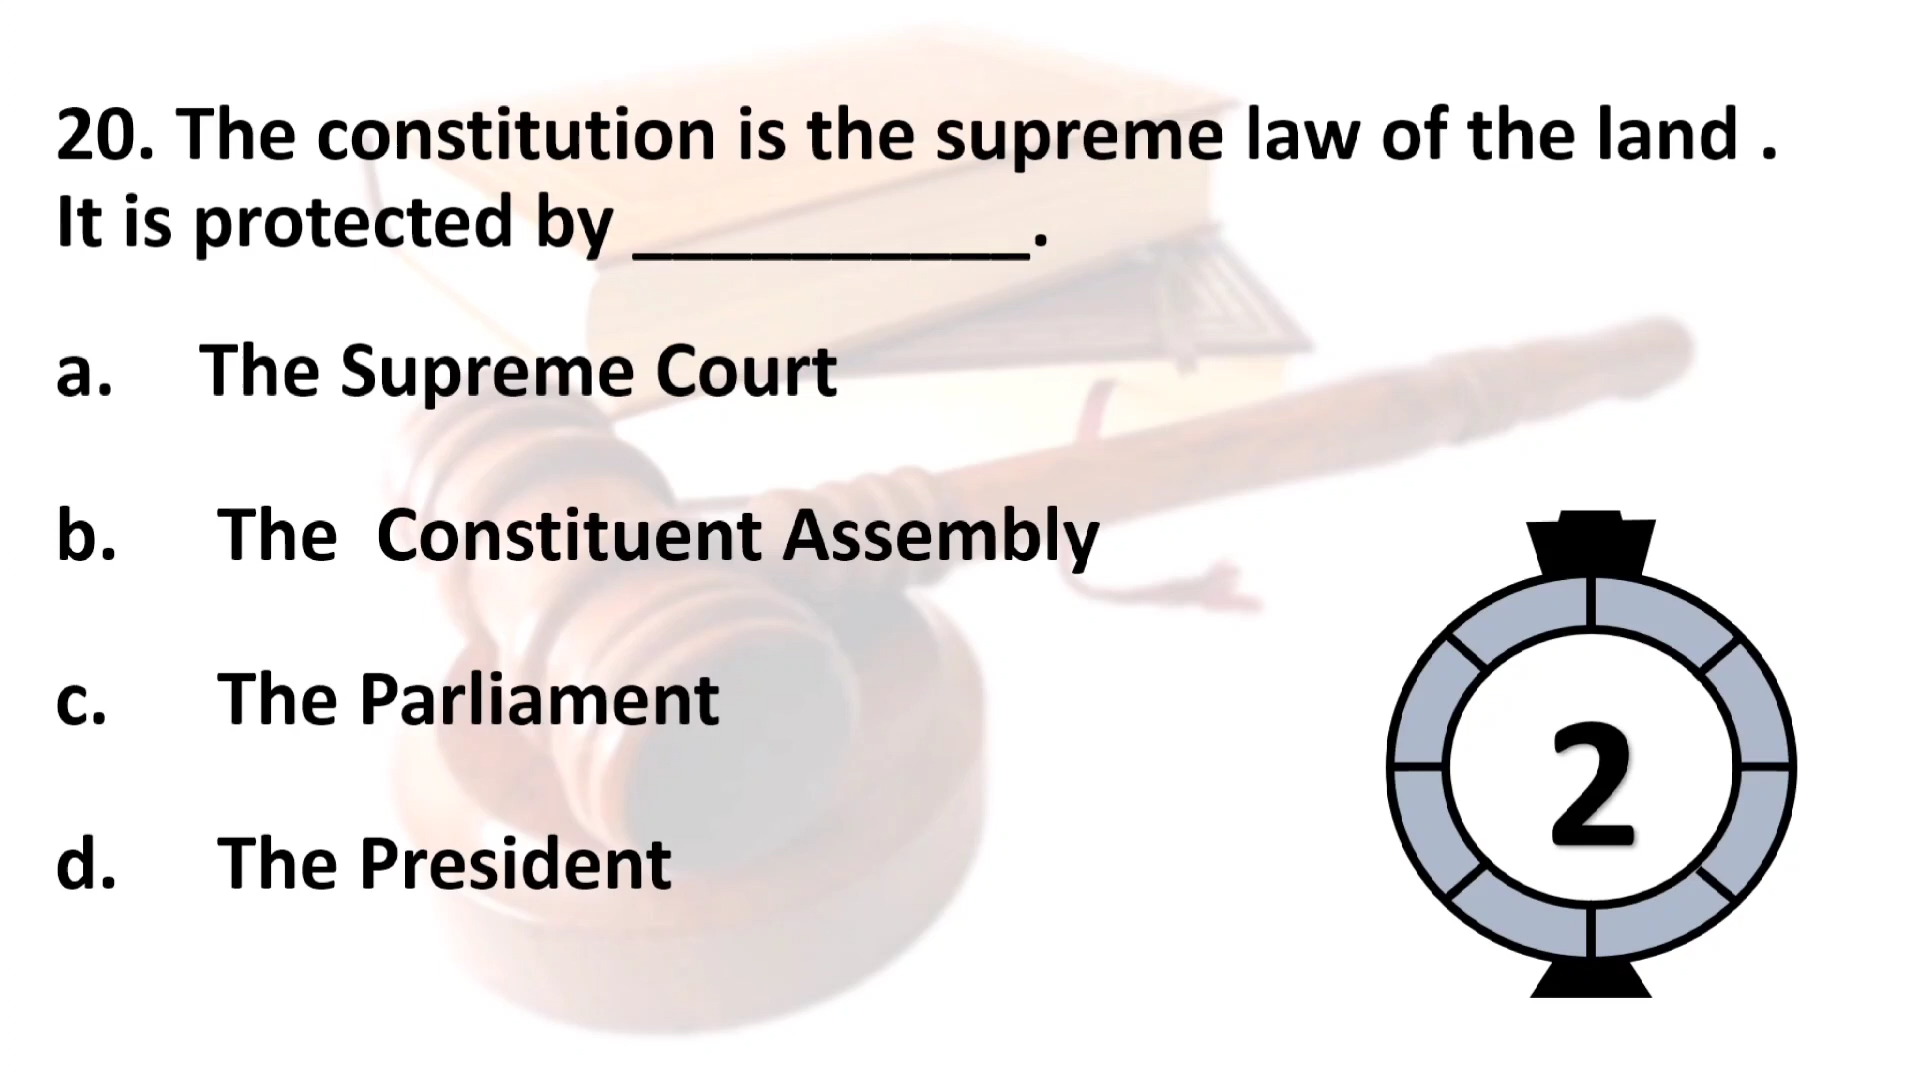 20. The constitution is the supreme law of the land .
It is protected by ___________.
a. The Supreme Court
b. The Constituent Assembly
c. The Parliament
d. The President
2